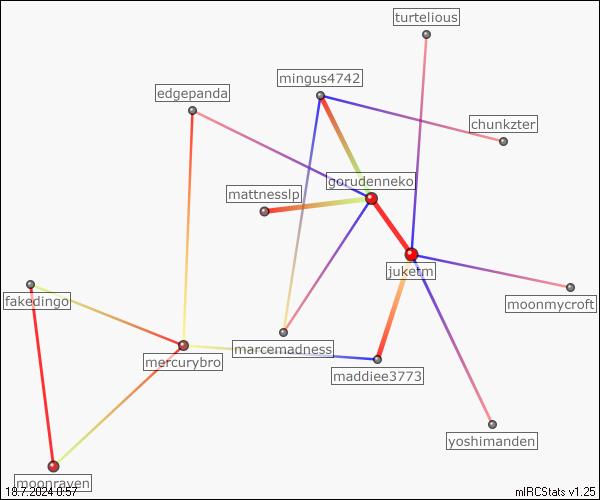 turtelious
mingus4742
edgepanda
chunkzter
gorudenneko
mattnesslp
juketm
fakedingo
moonmycroft
marcemadness
mercurybro
maddiee3773
yoshimanden
moonraven
18.7.2024 0:57
mIRCStats v1.25